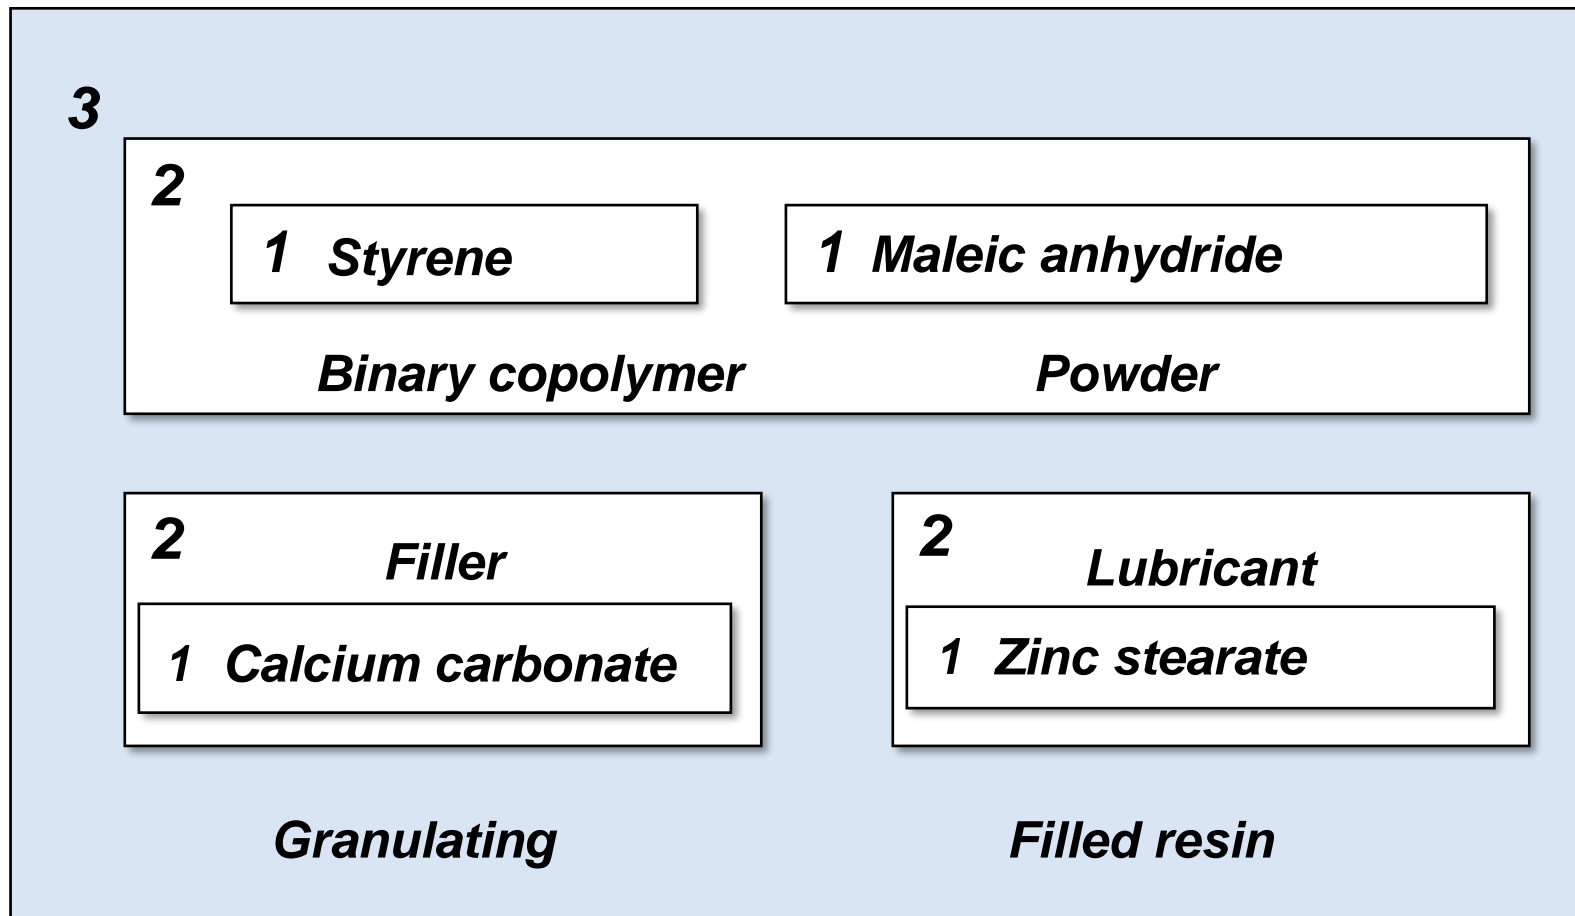 3
2
1 Styrene
1 Maleic anhydride
Binary copolymer
Powder
2
Filler
1 Calcium carbonate
2
Lubricant
1 Zinc stearate
Granulating
Filled resin